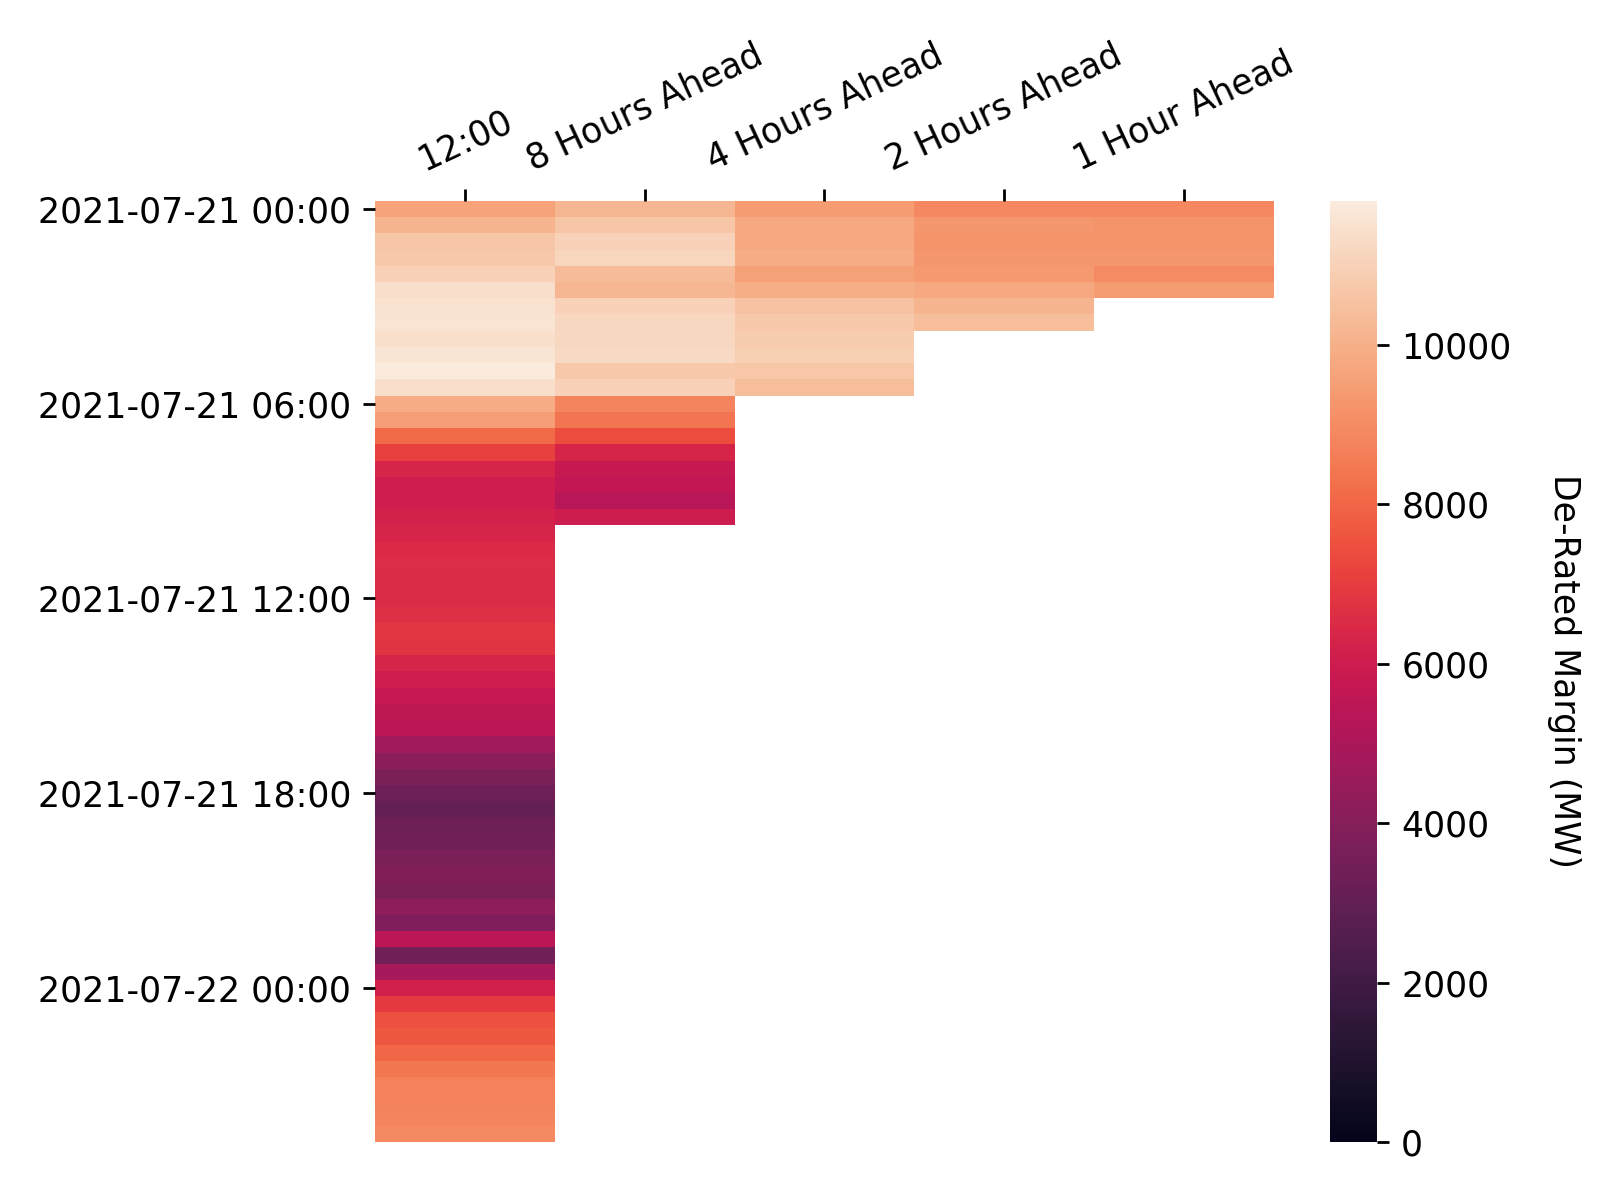 12:00
8 Hours Ahead
4 Hours Ahead
2 Hours Ahead
1 Hour Ahead
2021-07-21 00:00
2021-07-21 06:00
2021-07-21 12:00
2021-07-21 18:00
2021-07-22 00:00
10000
8000
6000
4000
2000
0
De-Rated Margin (MW)